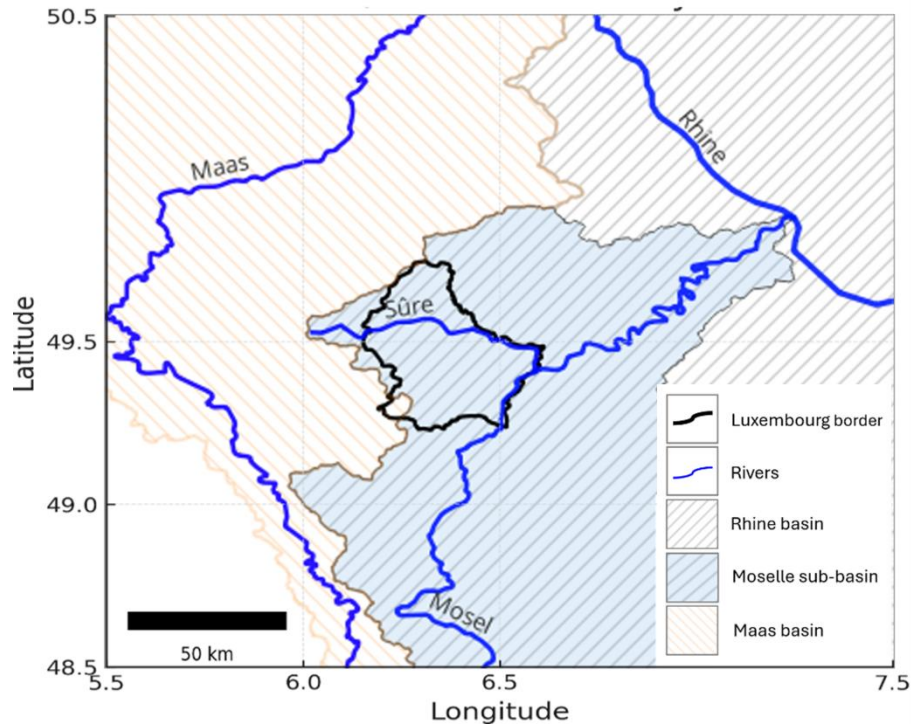 50.5
Rhine
Maas
Sûre
Latitude
49.5
Luxembourg border
Rivers
49.0
Rhine basin
Moselle sub-basin
Mosel
Maas basin
50 km
48.5
5.5 6.0 6.5 7.5
Longitude